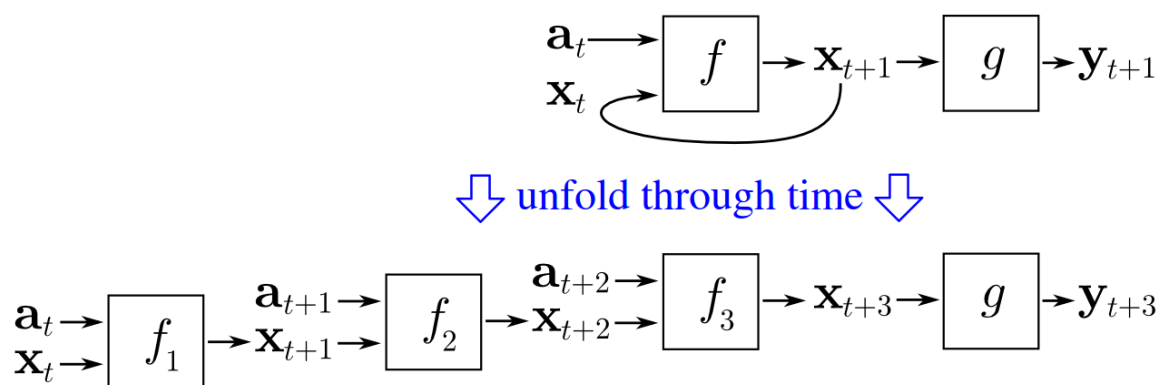 a_t f x_{t+1} g y_{t+1}
x_t
unfold through time
a_t f_1 a_{t+1} f_2 a_{t+2} f_3 x_{t+3} g y_{t+3}
x_t x_{t+1} x_{t+2}